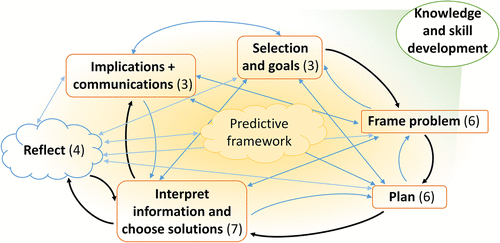 Knowledge
and skill
development
Selection
and goals (3)
Implications +
communications (3)
Frame problem (6)
Predictive
framework
Reflect (4)
Plan (6)
Interpret
information and
choose solutions (7)